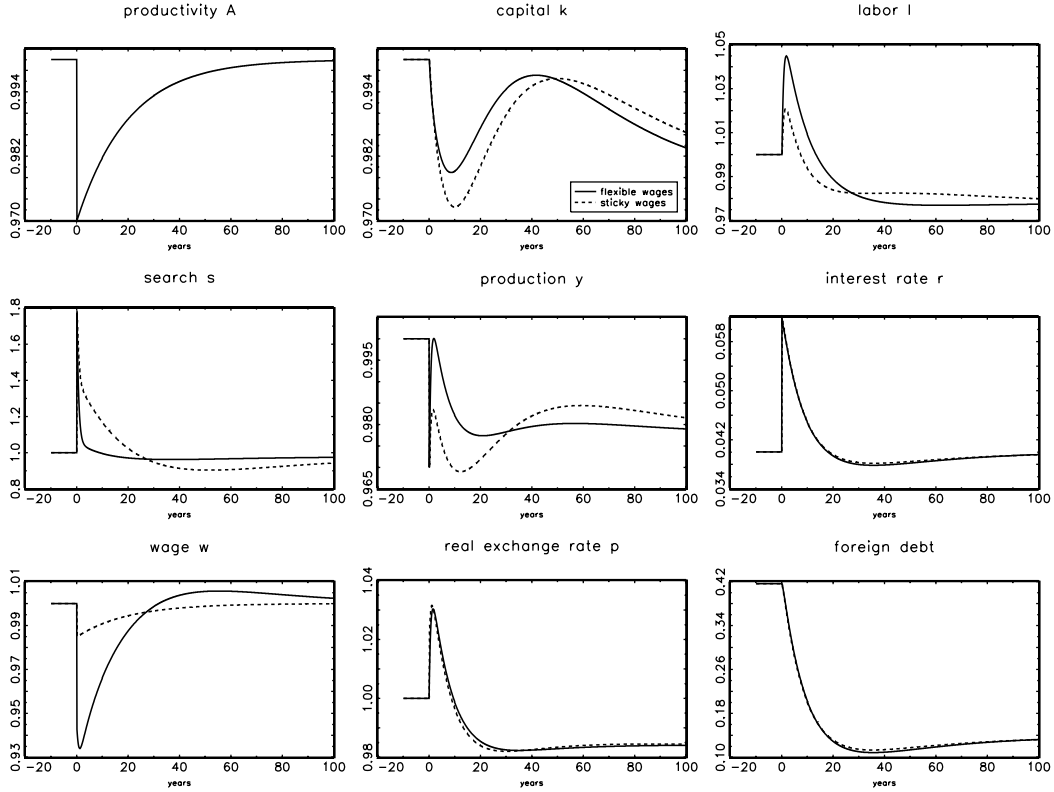 productivity A
capital k
labor l
0.994
0.982
0.970
-20 0 20 40 60 80 100
years
0.994
0.982
0.970
flexible wages
sticky wages
-20 0 20 40 60 80 100
years
1.05
1.03
1.01
0.99
0.97
-20 0 20 40 60 80 100
years
search s
production y
interest rate r
1.8
1.6
1.4
1.2
1.0
0.8
-20 0 20 40 60 80 100
years
0.995
0.980
0.965
-20 0 20 40 60 80 100
years
0.058
0.050
0.042
0.034
-20 0 20 40 60 80 100
years
wage w
real exchange rate p
foreign debt
1.01
0.99
0.97
0.95
0.93
-20 0 20 40 60 80 100
years
1.04
1.02
1.00
0.98
-20 0 20 40 60 80 100
years
0.42
0.34
0.26
0.18
0.10
-20 0 20 40 60 80 100
years